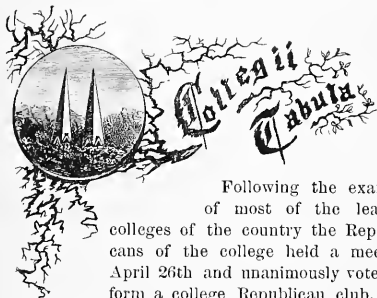 Collegii
Tabula.
Following the exa
of most of the lea
colleges of the country the Rep
cans of the college held a mee
April 26th and unanimously vote
form a college Republican club.